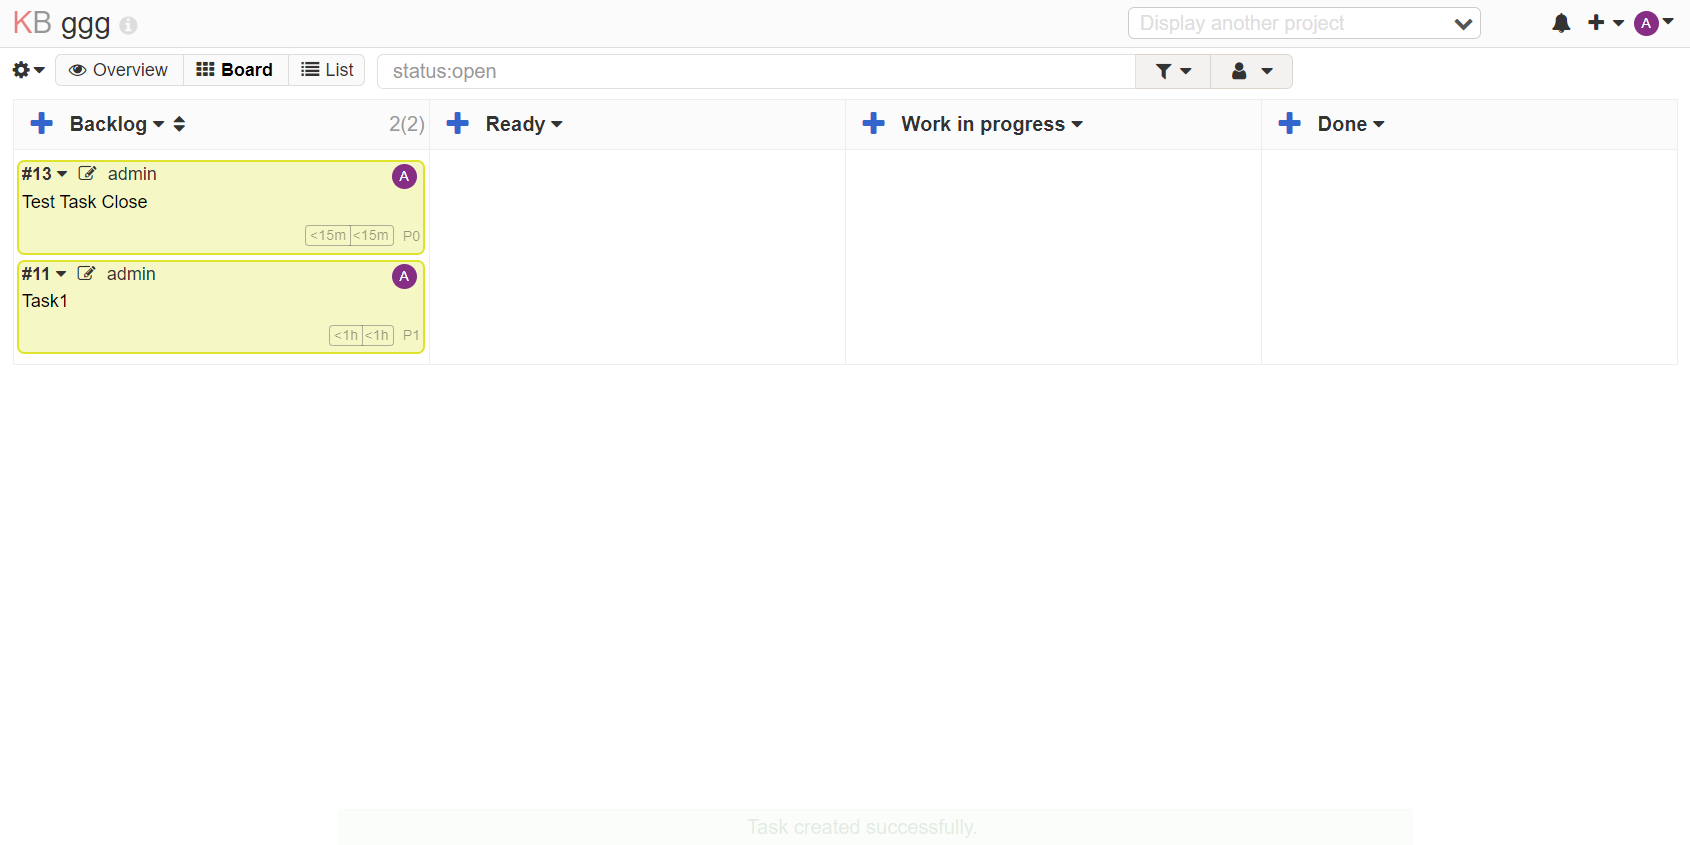 KB ggg
Display another project
A
Overview Board List status:open
Backlog 2(2) Ready Work in progress Done
#13 admin A
Test Task Close
<15m <15m P0
#11 admin A
Task1
<1h <1h P1
Task created successfully.